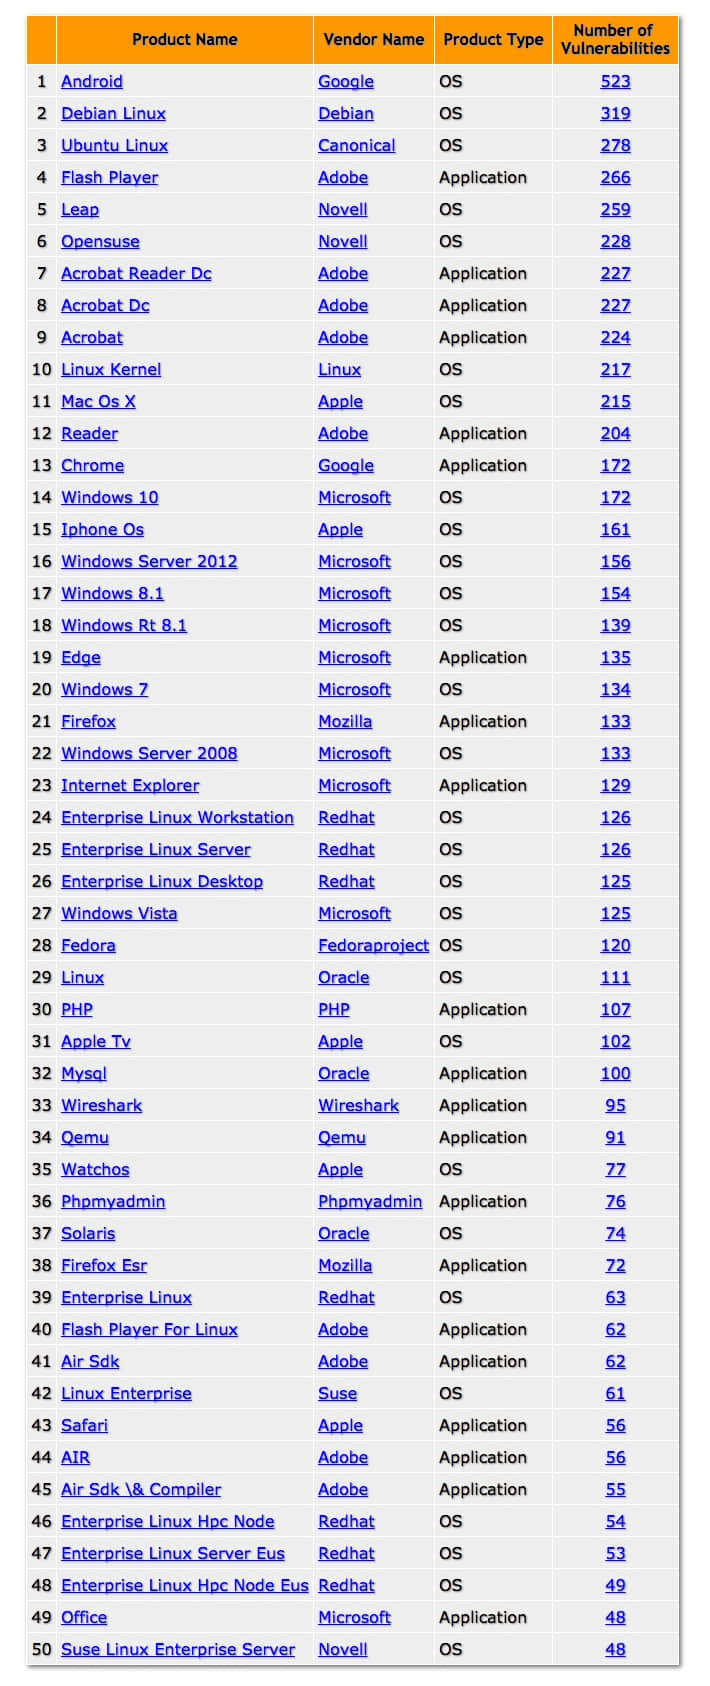 Product Name Vendor Name Product Type Number of Vulnerabilities
1 Android Google OS 523
2 Debian Linux Debian OS 319
3 Ubuntu Linux Canonical OS 278
4 Flash Player Adobe Application 266
5 Leap Novell OS 259
6 Opensuse Novell OS 228
7 Acrobat Reader Dc Adobe Application 227
8 Acrobat Dc Adobe Application 227
9 Acrobat Adobe Application 224
10 Linux Kernel Linux OS 217
11 Mac Os X Apple OS 215
12 Reader Adobe Application 204
13 Chrome Google Application 172
14 Windows 10 Microsoft OS 172
15 Iphone Os Apple OS 161
16 Windows Server 2012 Microsoft OS 156
17 Windows 8.1 Microsoft OS 154
18 Windows Rt 8.1 Microsoft OS 139
19 Edge Microsoft Application 135
20 Windows 7 Microsoft OS 134
21 Firefox Mozilla Application 133
22 Windows Server 2008 Microsoft OS 133
23 Internet Explorer Microsoft Application 129
24 Enterprise Linux Workstation Redhat OS 126
25 Enterprise Linux Server Redhat OS 126
26 Enterprise Linux Desktop Redhat OS 125
27 Windows Vista Microsoft OS 125
28 Fedora Fedoraproject OS 120
29 Linux Oracle OS 111
30 PHP PHP Application 107
31 Apple Tv Apple OS 102
32 Mysql Oracle Application 100
33 Wireshark Wireshark Application 95
34 Qemu Qemu Application 91
35 Watchos Apple OS 77
36 Phpmyadmin Phpmyadmin Application 76
37 Solaris Oracle OS 74
38 Firefox Esr Mozilla Application 72
39 Enterprise Linux Redhat OS 63
40 Flash Player For Linux Adobe Application 62
41 Air Sdk Adobe Application 62
42 Linux Enterprise Suse OS 61
43 Safari Apple Application 56
44 AIR Adobe Application 56
45 Air Sdk \& Compiler Adobe Application 55
46 Enterprise Linux Hpc Node Redhat OS 54
47 Enterprise Linux Server Eus Redhat OS 53
48 Enterprise Linux Hpc Node Eus Redhat OS 49
49 Office Microsoft Application 48
50 Suse Linux Enterprise Server Novell OS 48